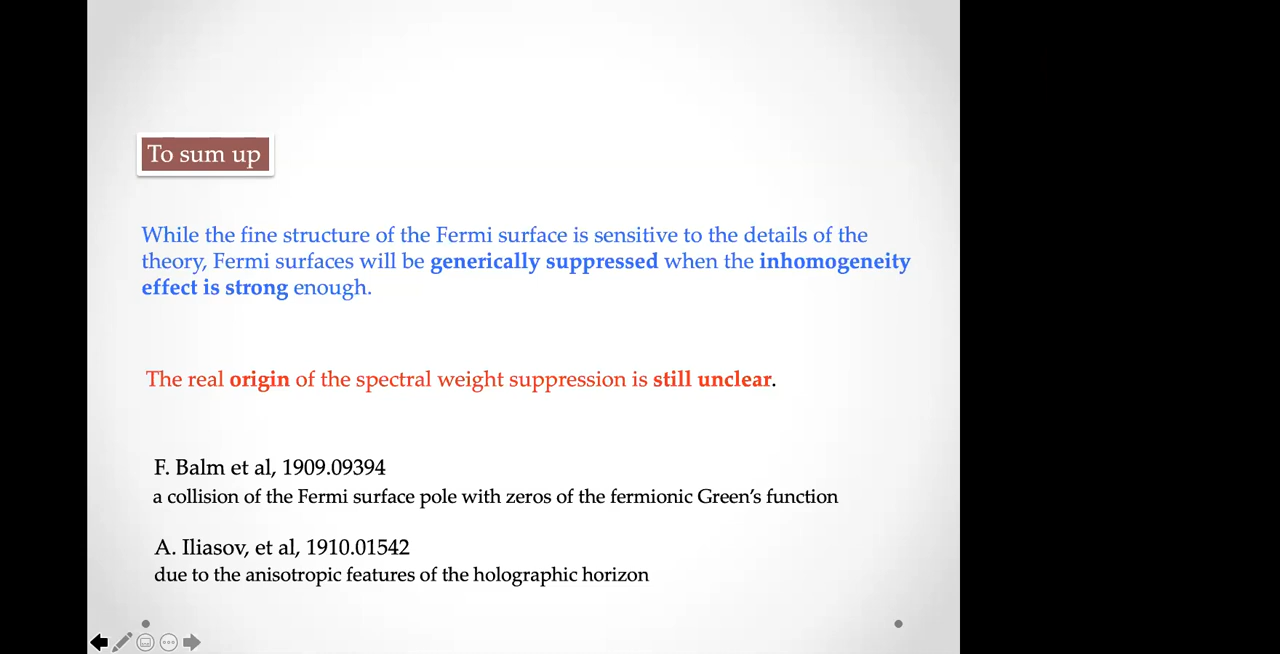 To sum up
While the fine structure of the Fermi surface is sensitive to the details of the
theory, Fermi surfaces will be generically suppressed when the inhomogeneity
effect is strong enough.
The real origin of the spectral weight suppression is still unclear.
F. Balm et al, 1909.09394
a collision of the Fermi surface pole with zeros of the fermionic Green’s function
A. Iliasov, et al, 1910.01542
due to the anisotropic features of the holographic horizon